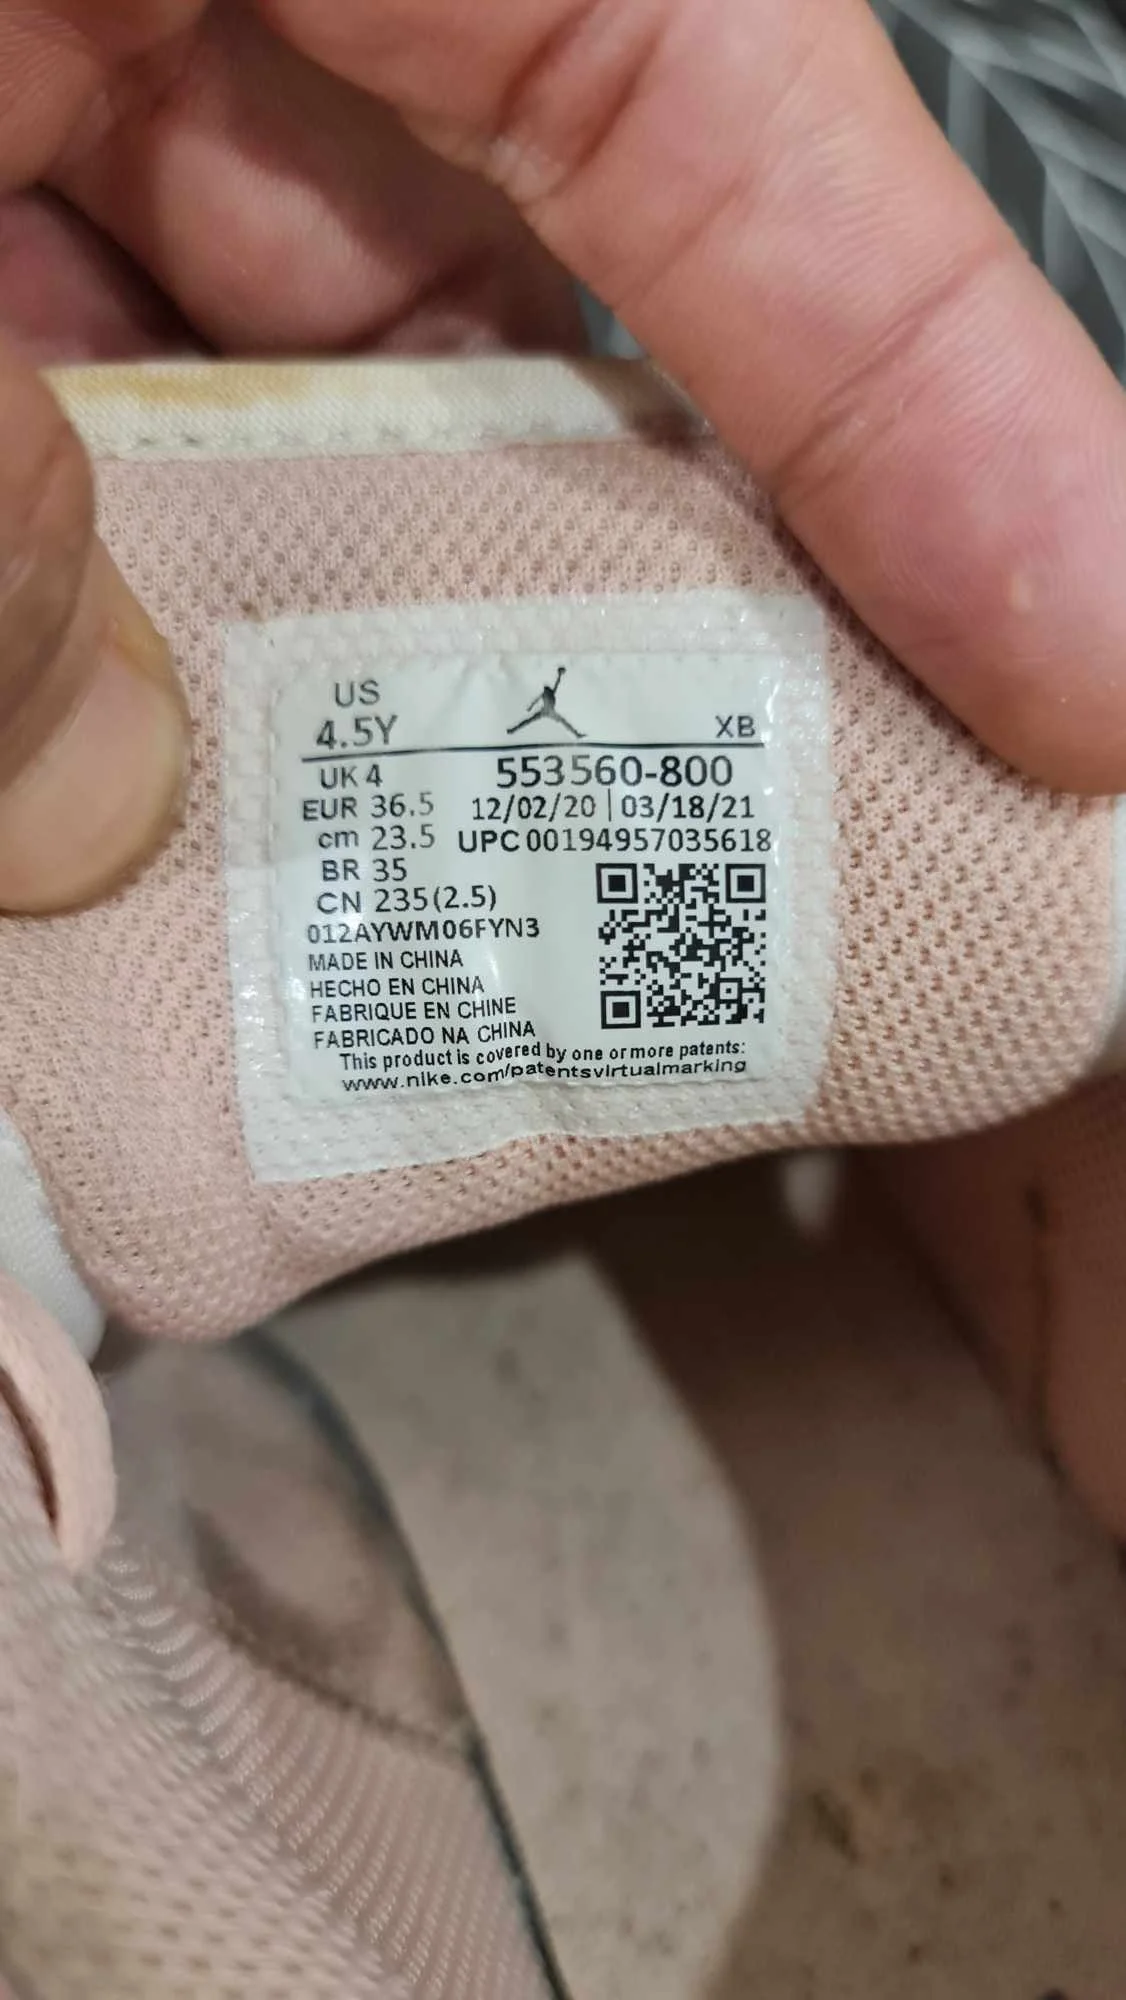 US
4.5Y
XB
UK 4
553560-800
EUR 36.5
12/02/20 | 03/18/21
cm 23.5
UPC 00194957035618
BR 35
CN 235(2.5)
012AYWM06FYN3
MADE IN CHINA
HECHO EN CHINA
FABRIQUE EN CHINE
FABRICADO NA CHINA
This product is covered by one or more patents:
www.nike.com/patentsvirtualmarking